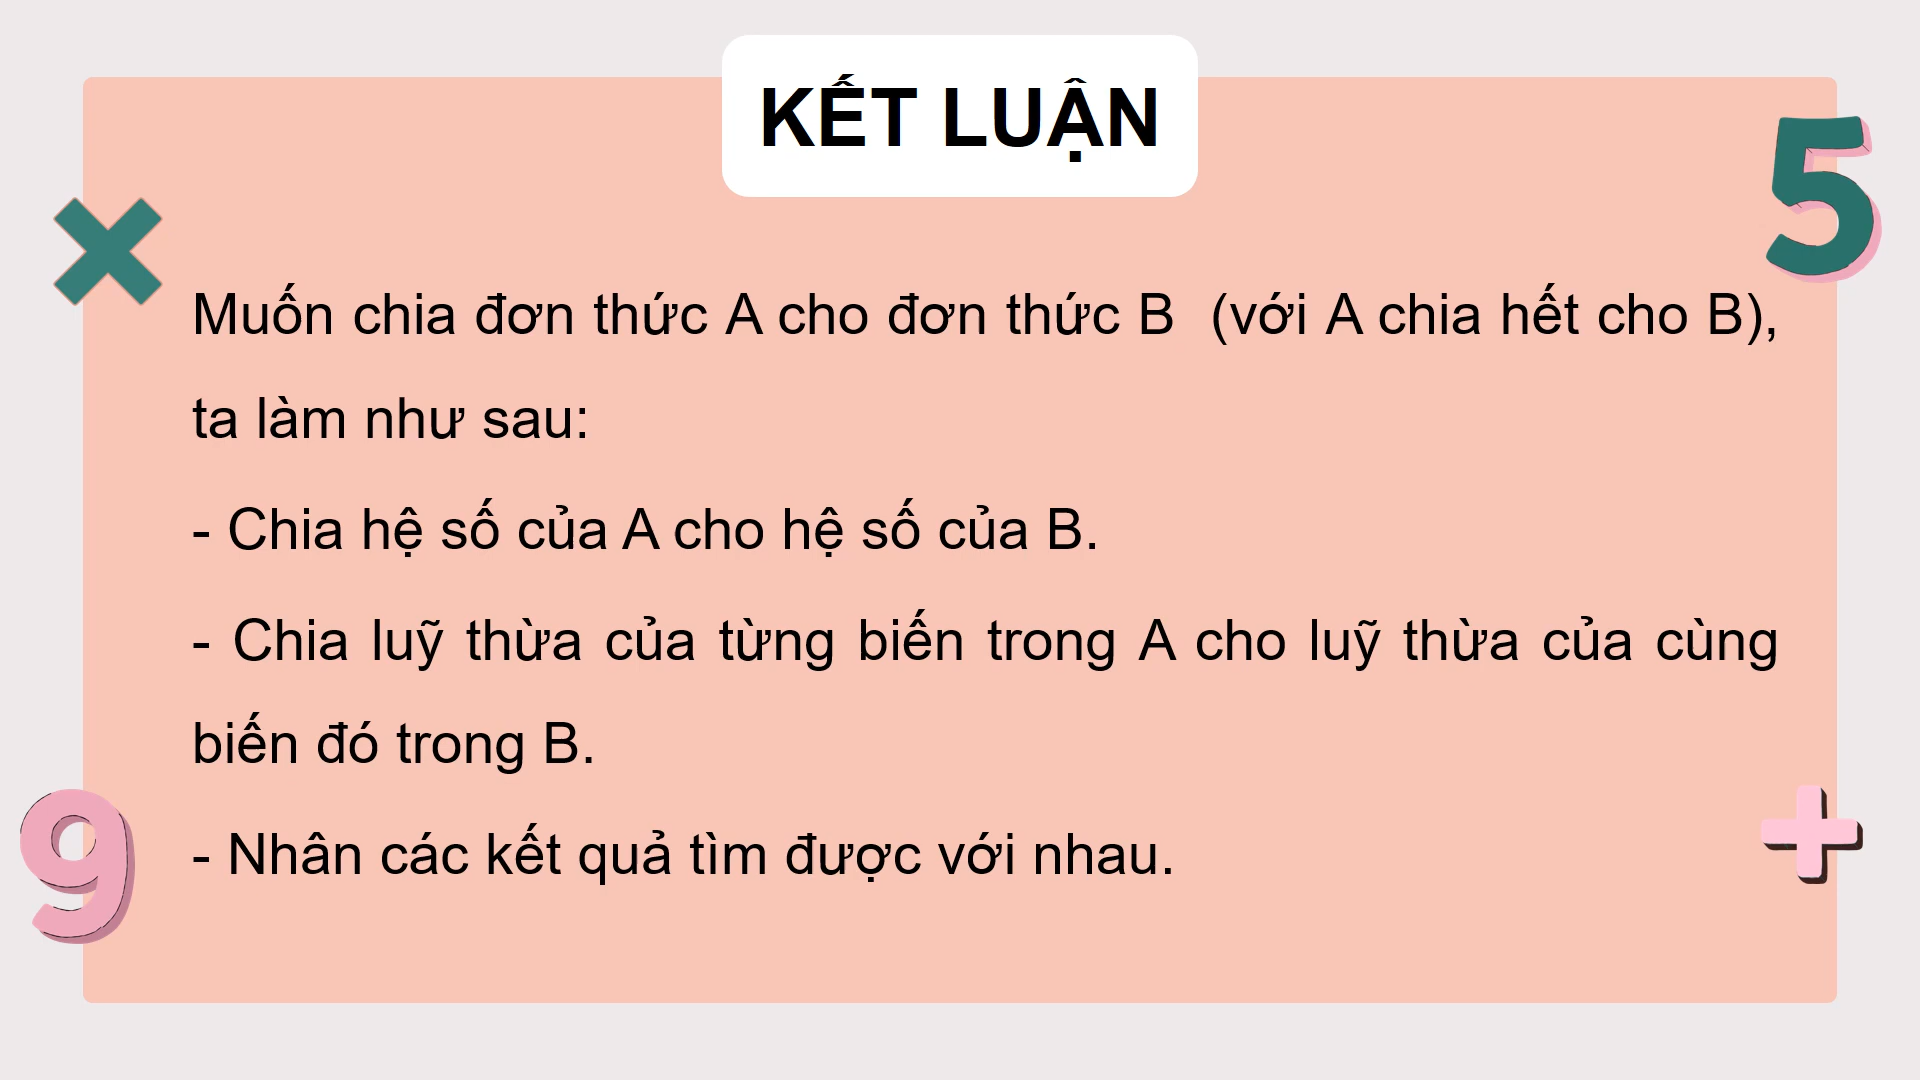 KẾT LUẬN
5
Muốn chia đơn thức A cho đơn thức B  (với A chia hết cho B),
ta làm như sau:
- Chia hệ số của A cho hệ số của B.
- Chia luỹ thừa của từng biến trong A cho luỹ thừa của cùng
biến đó trong B.
- Nhân các kết quả tìm được với nhau.
9